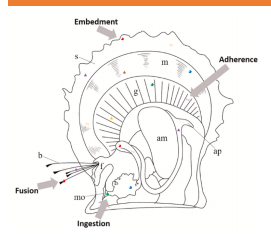 Embedment
s
m
Adherence
g
am
b
f
ap
Fusion
mo
Ingestion